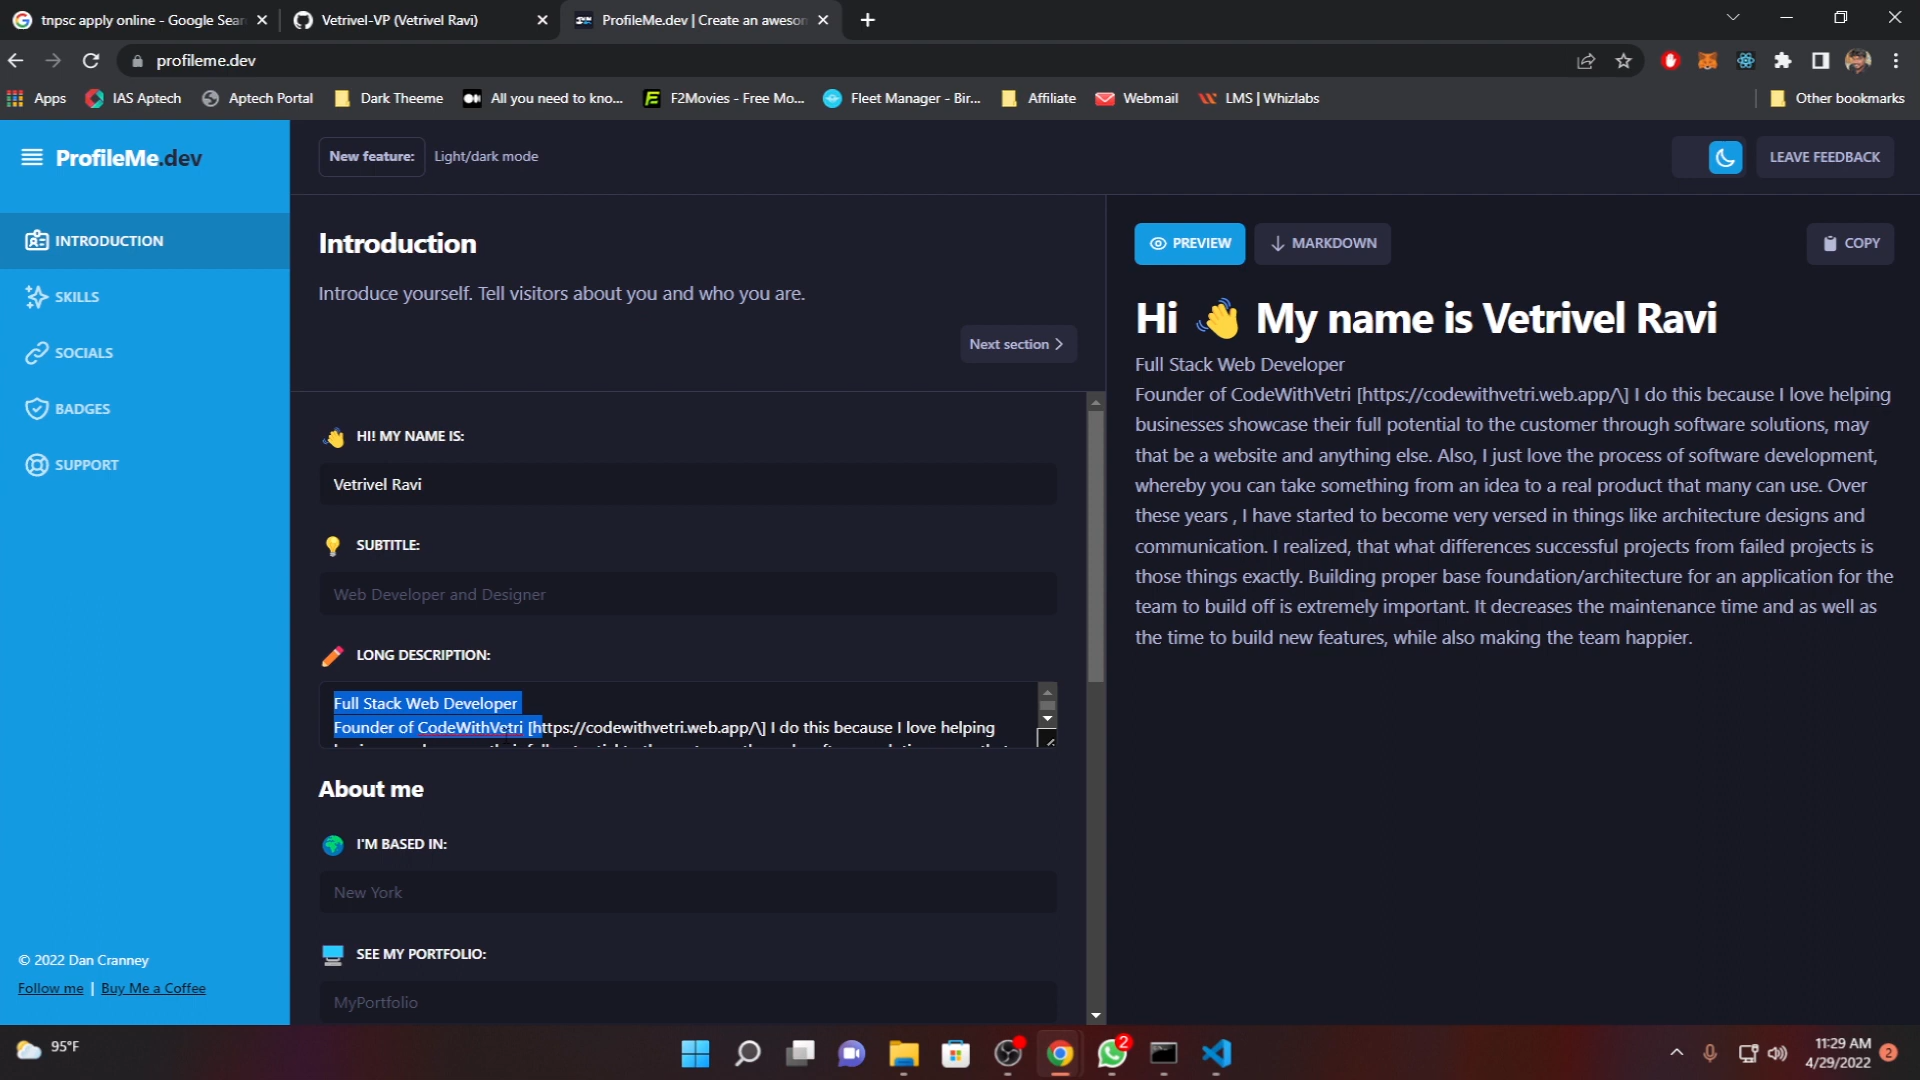 tnpsc apply online - Google Sear
Vetrivel-VP (Vetrivel Ravi)
ProfileMe.dev | Create an aweson
profileme.dev
Apps
IAS Aptech
Aptech Portal
Dark Theeme
All you need to kno...
F2Movies - Free Mo...
Fleet Manager - Bir...
Affiliate
Webmail
LMS | Whizlabs
Other bookmarks
ProfileMe.dev
New feature: Light/dark mode
LEAVE FEEDBACK
INTRODUCTION
SKILLS
SOCIALS
BADGES
SUPPORT
© 2022 Dan Cranney
Follow me | Buy Me a Coffee
Introduction
Introduce yourself. Tell visitors about you and who you are.
Next section
HI! MY NAME IS:
Vetrivel Ravi
SUBTITLE:
Web Developer and Designer
LONG DESCRIPTION:
Full Stack Web Developer
Founder of CodeWithVetri [https://codewithvetri.web.app/\] I do this because I love helping
About me
I'M BASED IN:
New York
SEE MY PORTFOLIO:
MyPortfolio
PREVIEW
MARKDOWN
COPY
Hi 👋 My name is Vetrivel Ravi
Full Stack Web Developer
Founder of CodeWithVetri [https://codewithvetri.web.app/\] I do this because I love helping
businesses showcase their full potential to the customer through software solutions, may
that be a website and anything else. Also, I just love the process of software development,
whereby you can take something from an idea to a real product that many can use. Over
these years , I have started to become very versed in things like architecture designs and
communication. I realized, that what differences successful projects from failed projects is
those things exactly. Building proper base foundation/architecture for an application for the
team to build off is extremely important. It decreases the maintenance time and as well as
the time to build new features, while also making the team happier.
95°F
2
11:29 AM
4/29/2022
2